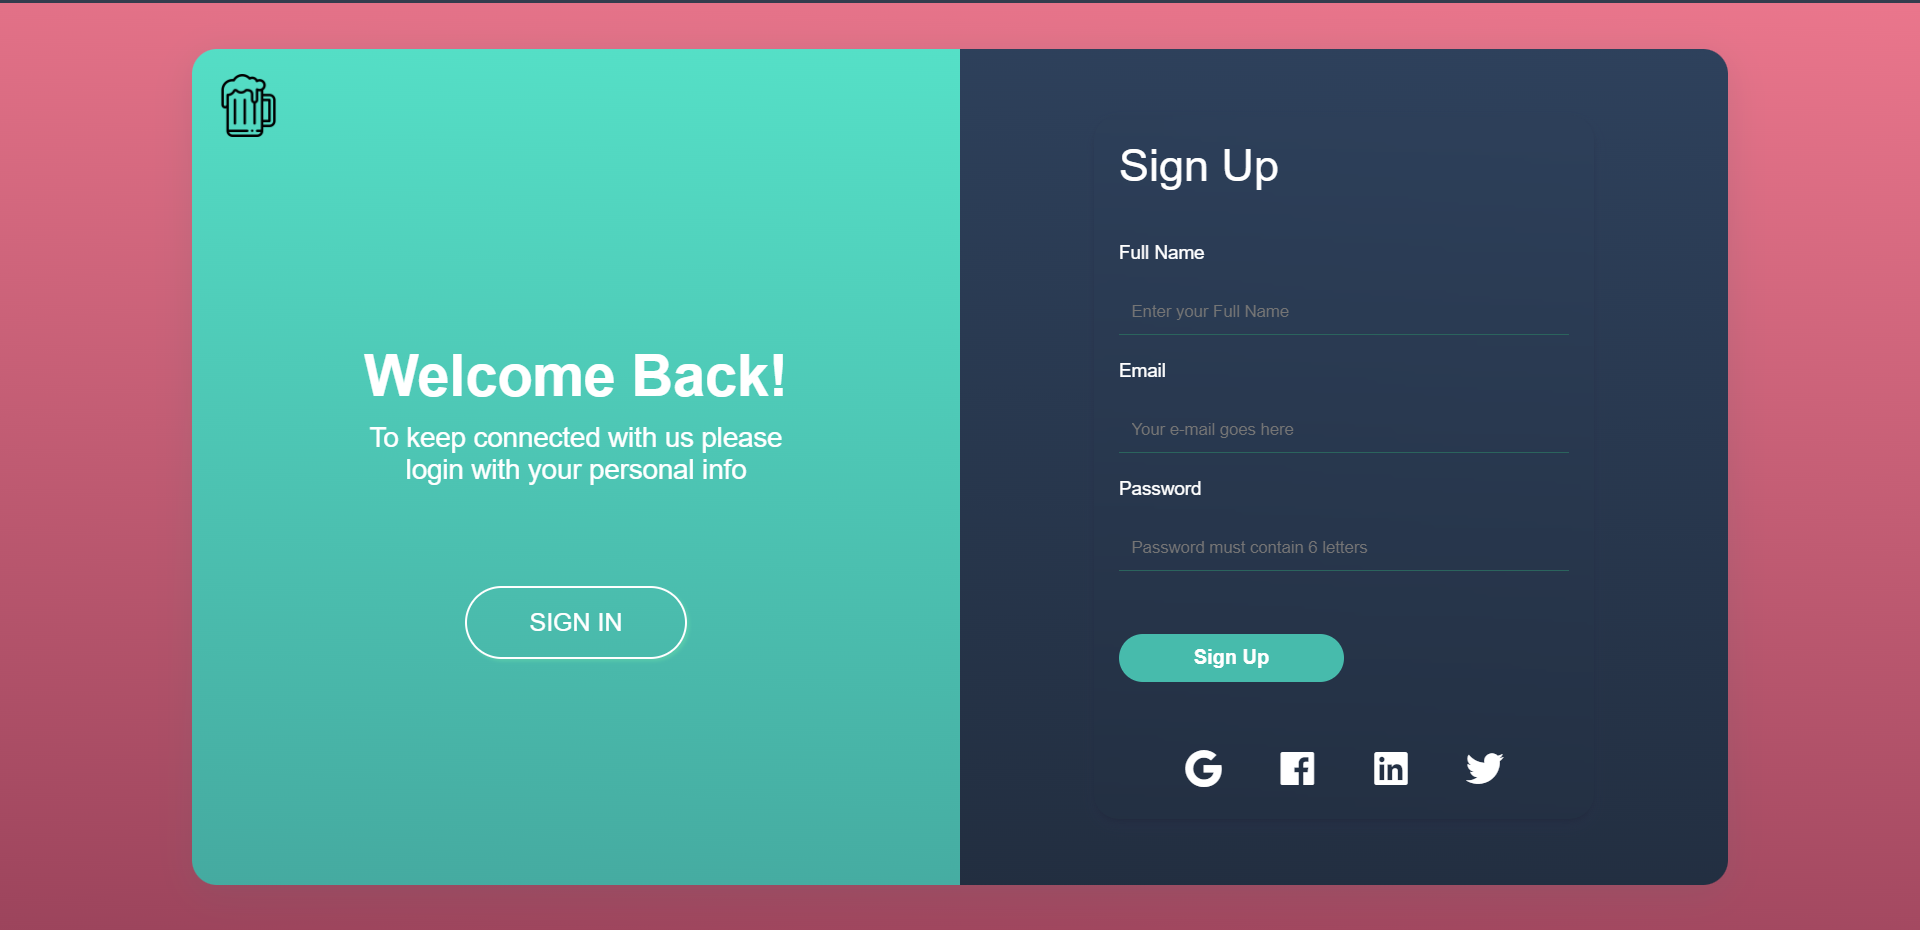 Welcome Back!
To keep connected with us please
login with your personal info
SIGN IN
Sign Up
Full Name
Enter your Full Name
Email
Your e-mail goes here
Password
Password must contain 6 letters
Sign Up